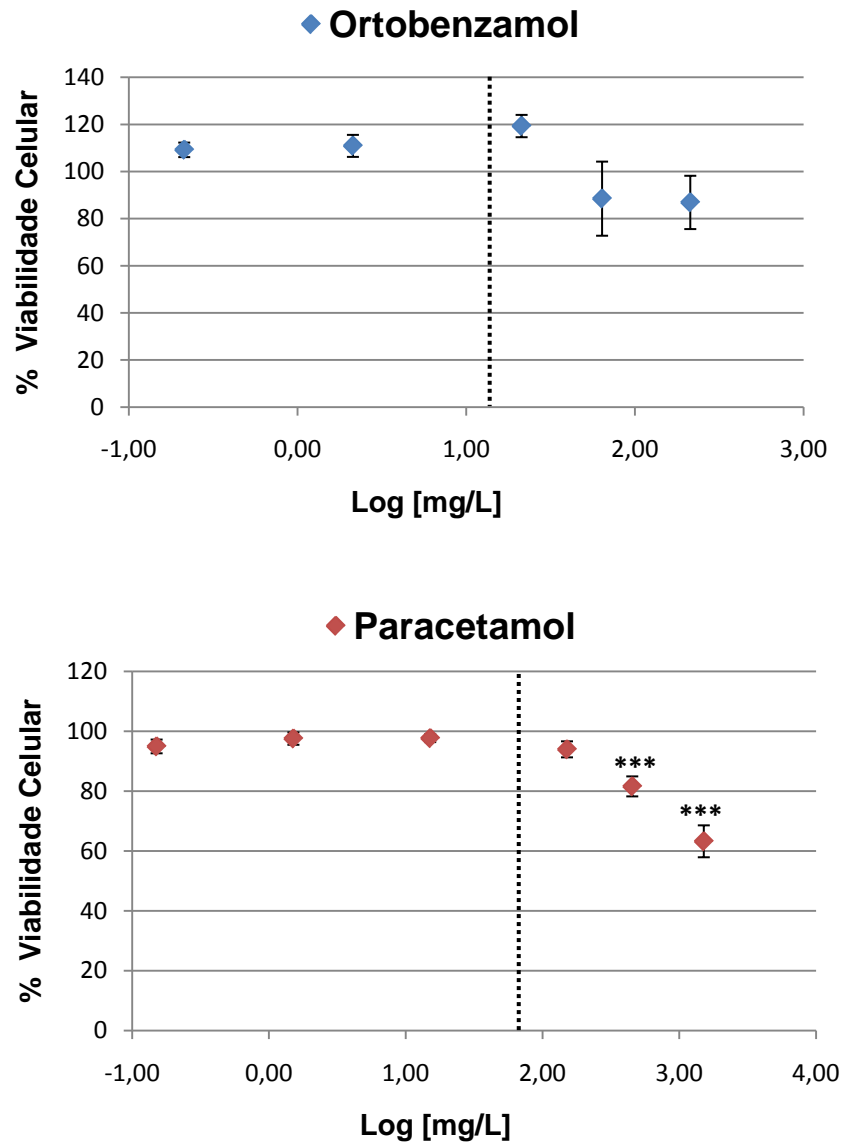 Ortobenzamol
% Viabilidade Celular
140
120
100
80
60
40
20
0
-1,00 0,00 1,00 2,00 3,00
Log [mg/L]
Paracetamol
% Viabilidade Celular
120
100
80
60
40
20
0
***
***
-1,00 0,00 1,00 2,00 3,00 4,00
Log [mg/L]